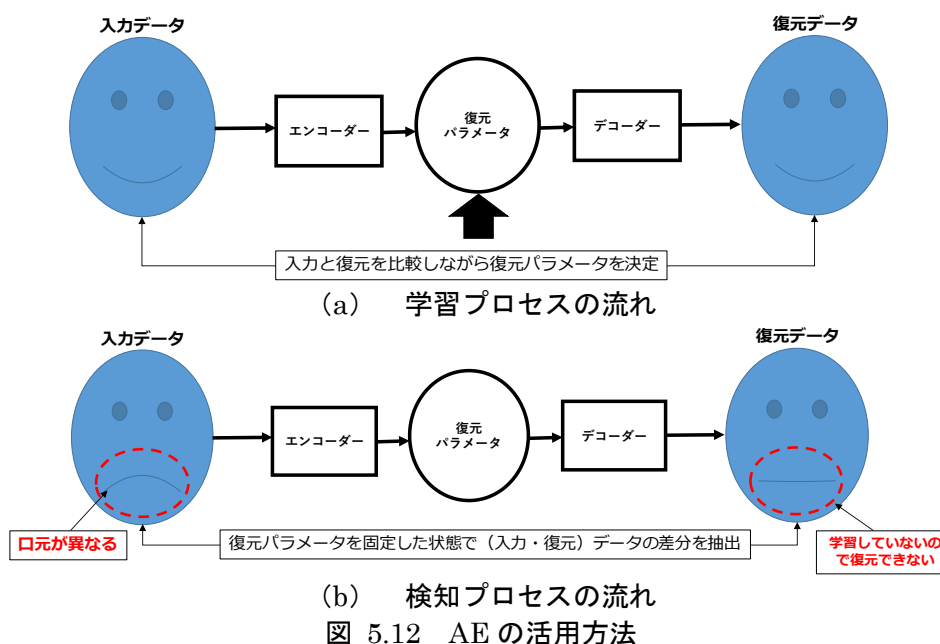 入力データ
復元データ
エンコーダー
復元
パラメータ
デコーダー
入力と復元を比較しながら復元パラメータを決定
(a) 学習プロセスの流れ
入力データ
復元データ
エンコーダー
復元
パラメータ
デコーダー
口元が異なる
復元パラメータを固定した状態で（入力・復元）データの差分を抽出
学習していないの
で復元できない
(b) 検知プロセスの流れ
図 5.12 AE の活用方法